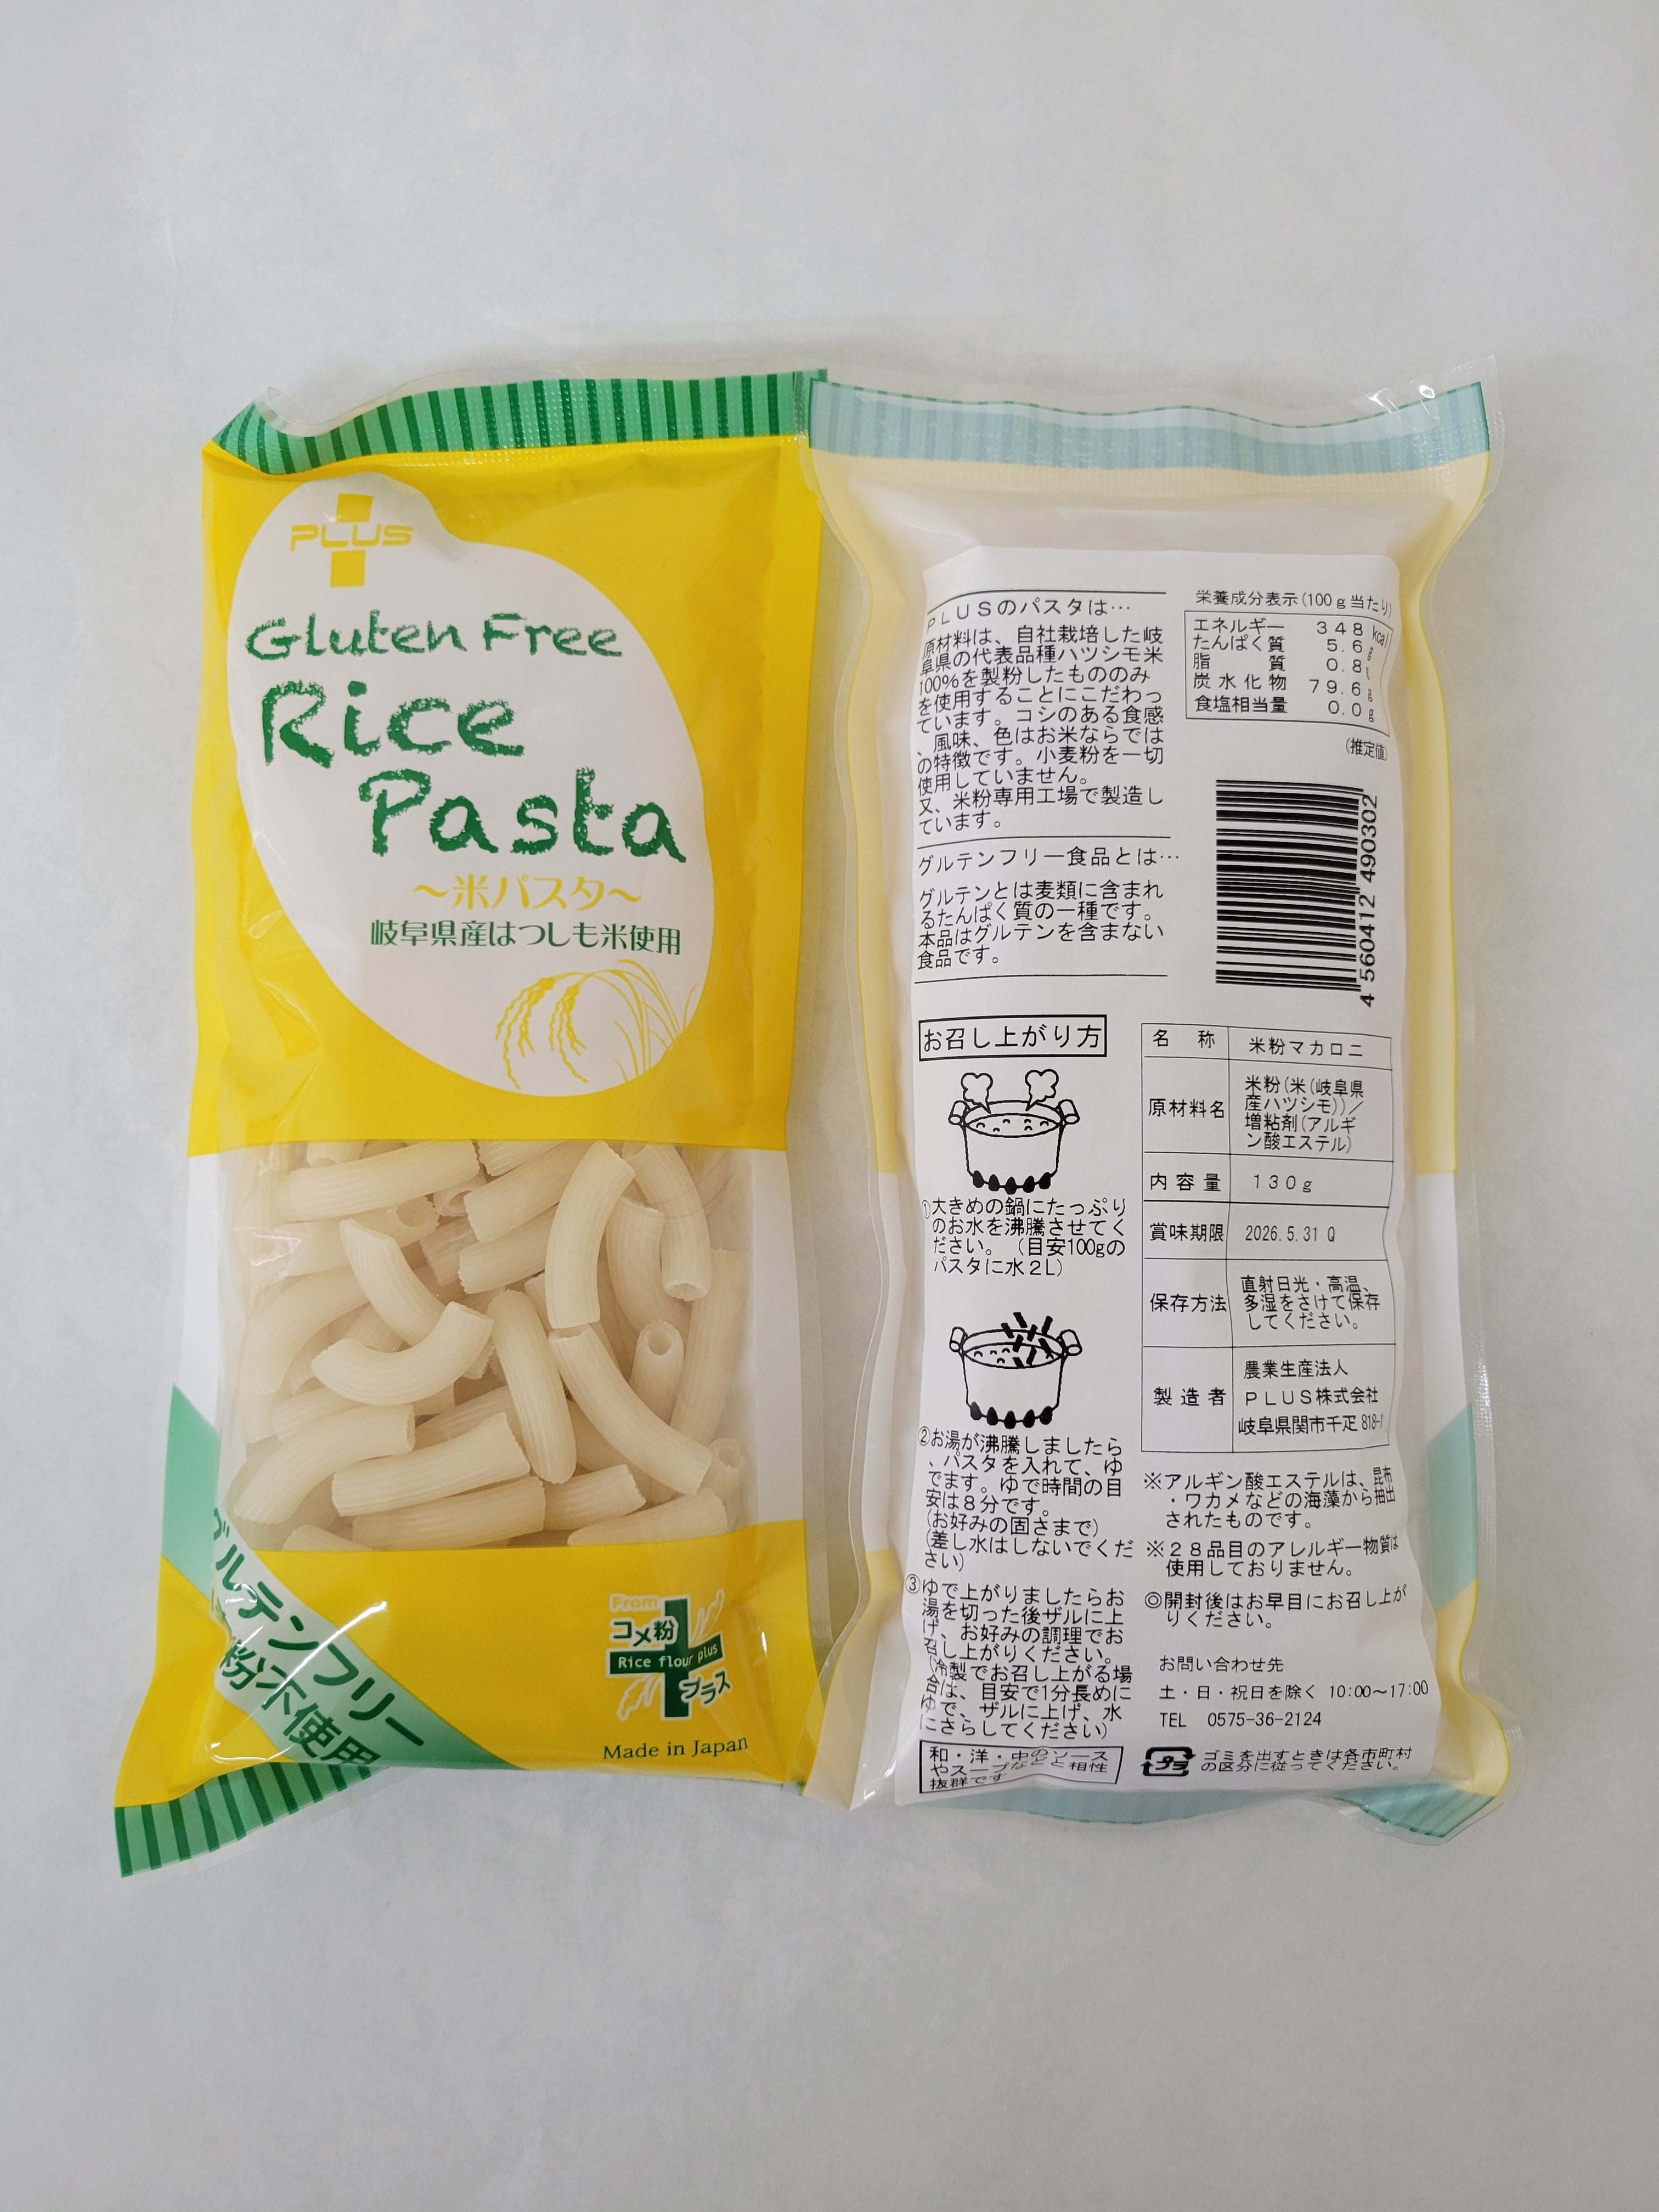 PLUS
Gluten Free
Rice
Pasta
～米パスタ～
岐阜県産はつしも米使用
グルテンフリー
粉不使用
From
コメ粉
Rice flour plus
プラス
Made in Japan
PLUSのパスタは…
原材料は、自社栽培した岐
阜県の代表品種ハツシモ米
100%を製粉したもののみ
を使用することにこだわっ
ています。コシのある食感
、風味、色はお米ならでは
の特徴です。小麦粉を一切
使用していません。
又、米粉専用工場で製造し
ています。
グルテンフリー食品とは…
グルテンとは麦類に含まれ
るたんぱく質の一種です。
本品はグルテンを含まない
食品です。
お召し上がり方
①大きめの鍋にたっぷり
のお水を沸騰させてく
ださい。（目安100gの
パスタに水2L）
②お湯が沸騰しましたら
、パスタを入れて、ゆ
でます。ゆで時間の目
安は8分です。
（お好みの固さまで）
（差し水はしないでくだ
さい）
③ゆで上がりましたらお
湯を切った後ザルに上
げ、お好みの調理でお
召し上がりください。
（冷製でお召し上がる場
合は、目安で1分長めに
ゆで、ザルに上げ、水
にさらしてください）
和・洋・中のソース
やスープなどと相性
抜群です
栄養成分表示(100g当たり)
エネルギー 348kcal
たんぱく質 5.6g
脂質 0.8g
炭水化物 79.6g
食塩相当量 0.0g
(推定値)
4 560412 490302
名称 米粉マカロニ
原材料名 米粉(米(岐阜県
産ハツシモ))／
増粘剤(アルギ
ン酸エステル)
内容量 130g
賞味期限 2026.5.31 Q
保存方法 直射日光・高温、
多湿をさけて保存
してください。
製造者 農業生産法人
PLUS株式会社
岐阜県関市千疋818-1
※アルギン酸エステルは、昆布
・ワカメなどの海藻から抽出
されたものです。
※28品目のアレルギー物質は
使用しておりません。
◎開封後はお早目にお召し上が
りください。
お問い合わせ先
土・日・祝日を除く 10:00～17:00
TEL 0575-36-2124
プラ
ゴミを出すときは各市町村
の区分に従ってください。